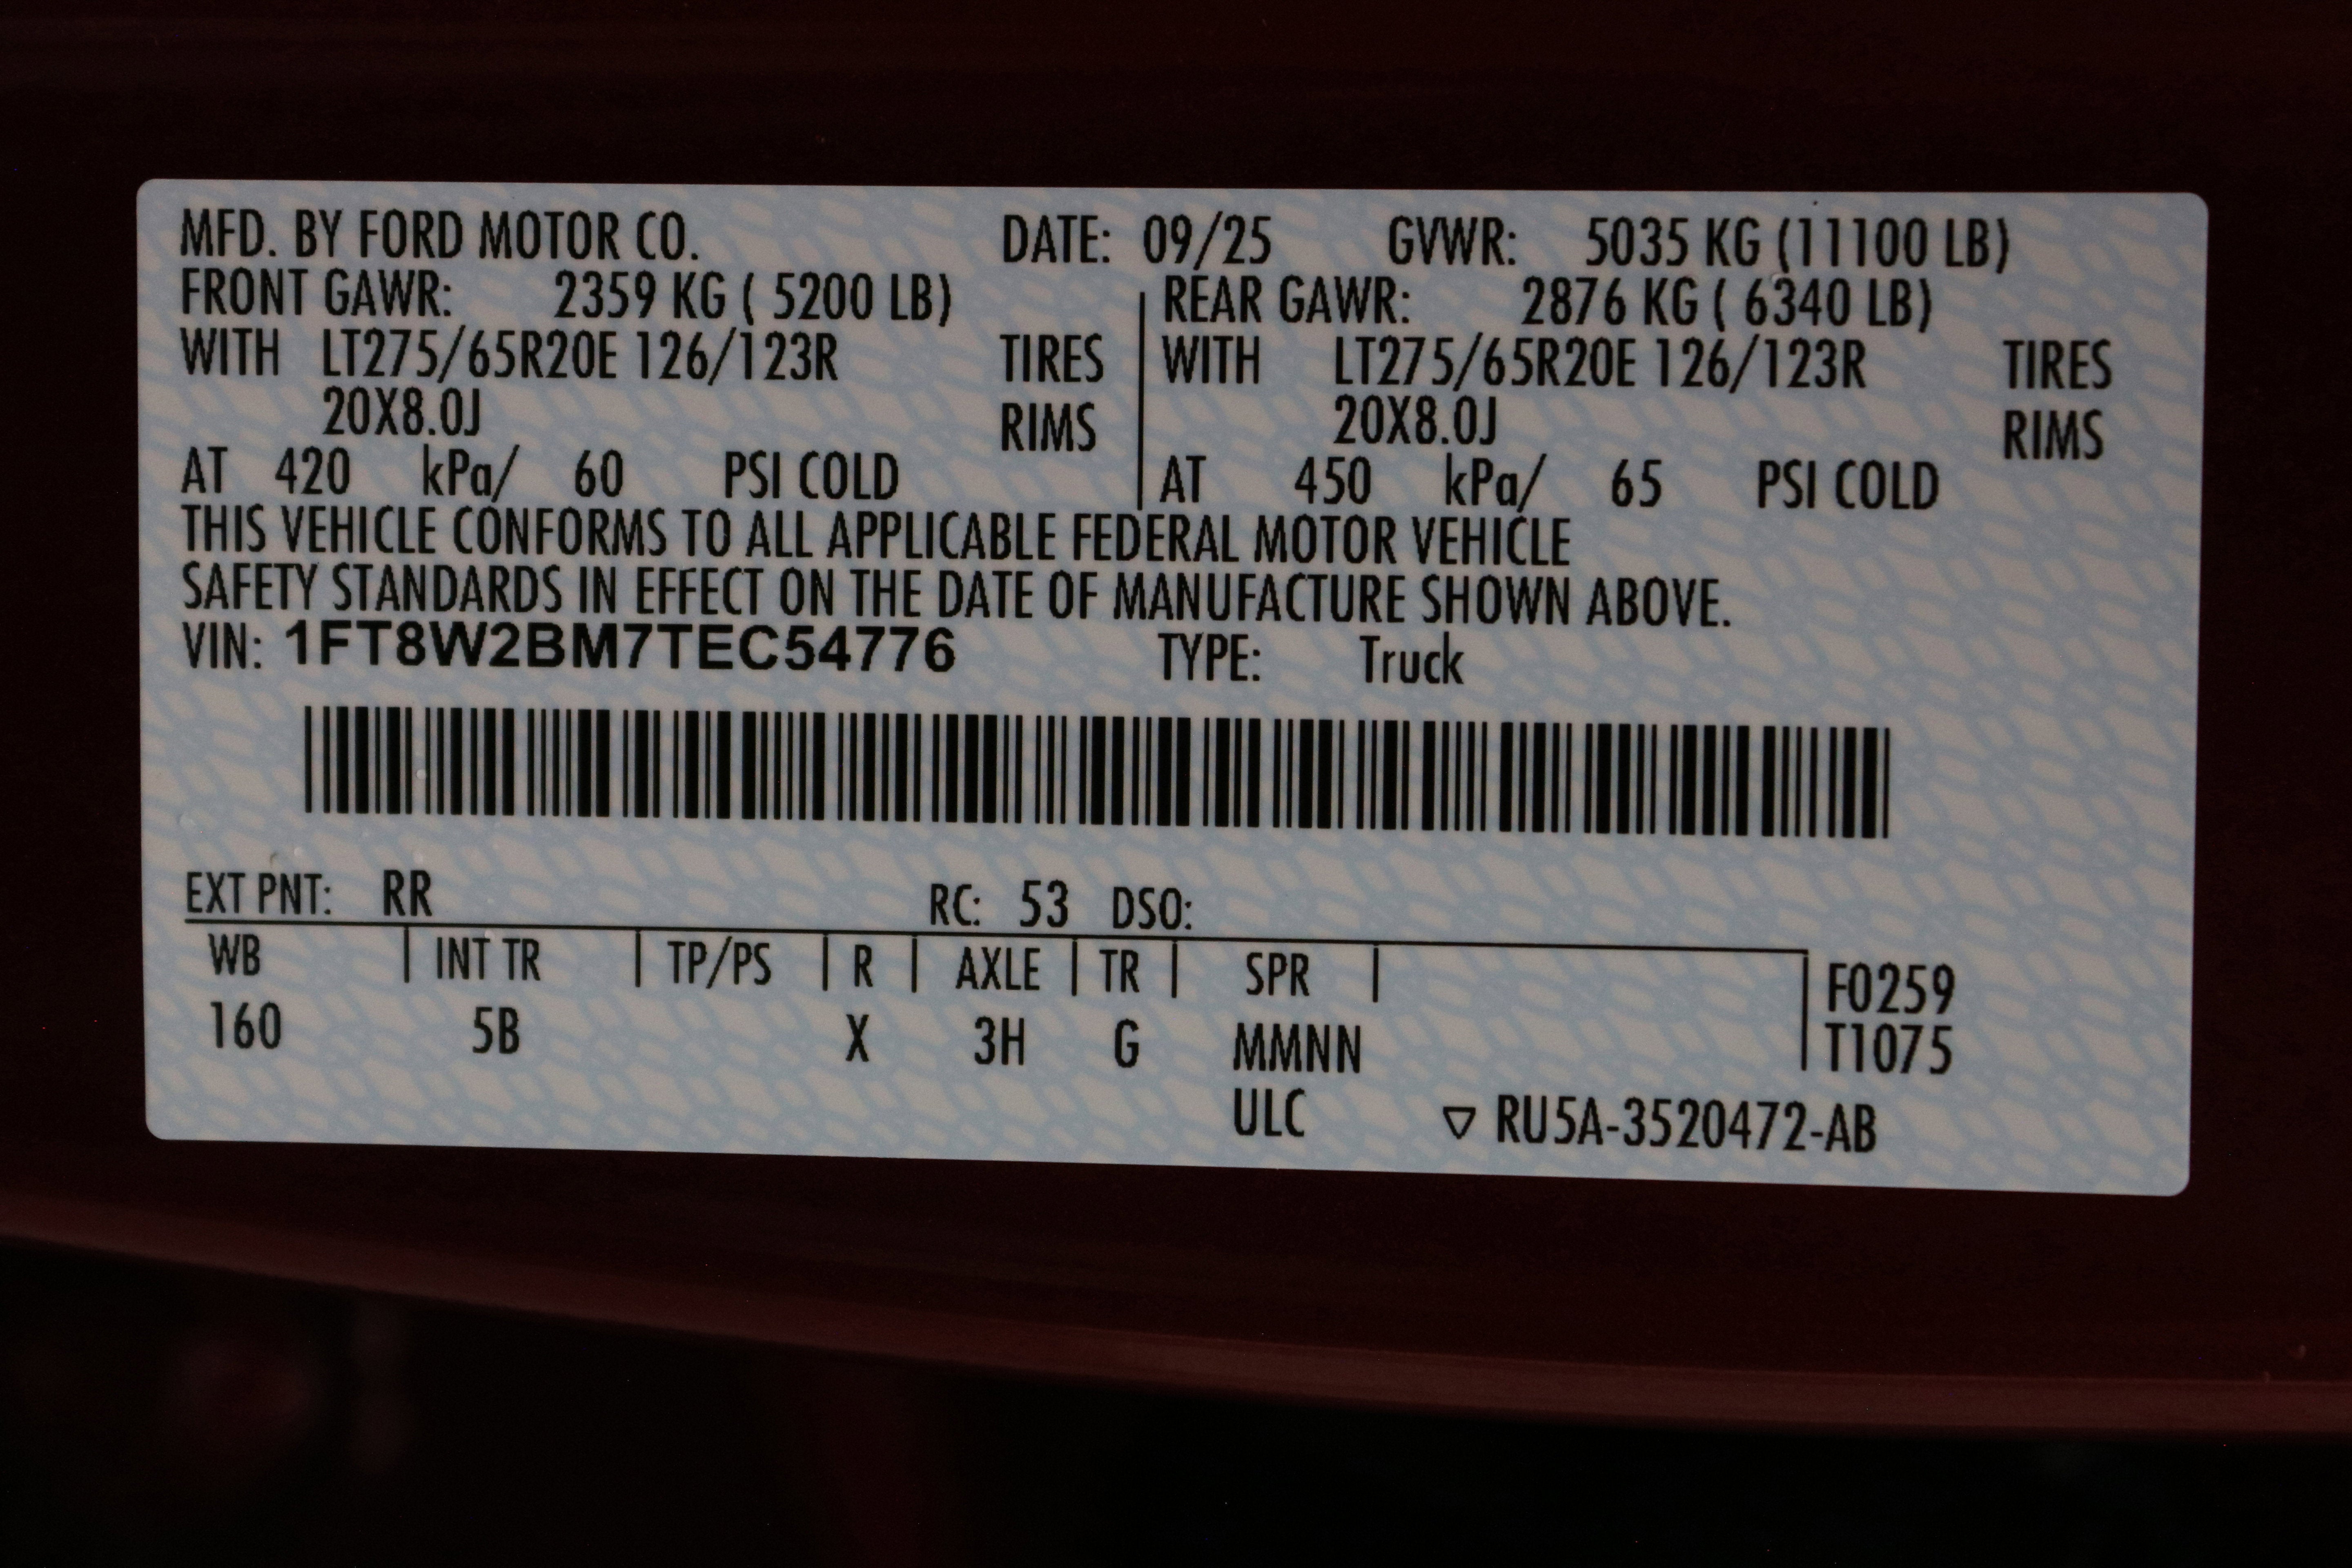 MFD. BY FORD MOTOR CO. DATE: 09/25 GVWR: 5035 KG (11100 LB)
FRONT GAWR: 2359 KG ( 5200 LB) REAR GAWR: 2876 KG ( 6340 LB)
WITH LT275/65R20E 126/123R TIRES WITH LT275/65R20E 126/123R TIRES
20X8.0J RIMS 20X8.0J RIMS
AT 420 kPa/ 60 PSI COLD AT 450 kPa/ 65 PSI COLD
THIS VEHICLE CONFORMS TO ALL APPLICABLE FEDERAL MOTOR VEHICLE
SAFETY STANDARDS IN EFFECT ON THE DATE OF MANUFACTURE SHOWN ABOVE.
VIN: 1FT8W2BM7TEC54776 TYPE: Truck
EXT PNT: RR RC: 53 DSO:
WB INT TR TP/PS R AXLE TR SPR F0259
160 5B X 3H G MMNN T1075
ULC ▽ RU5A-3520472-AB